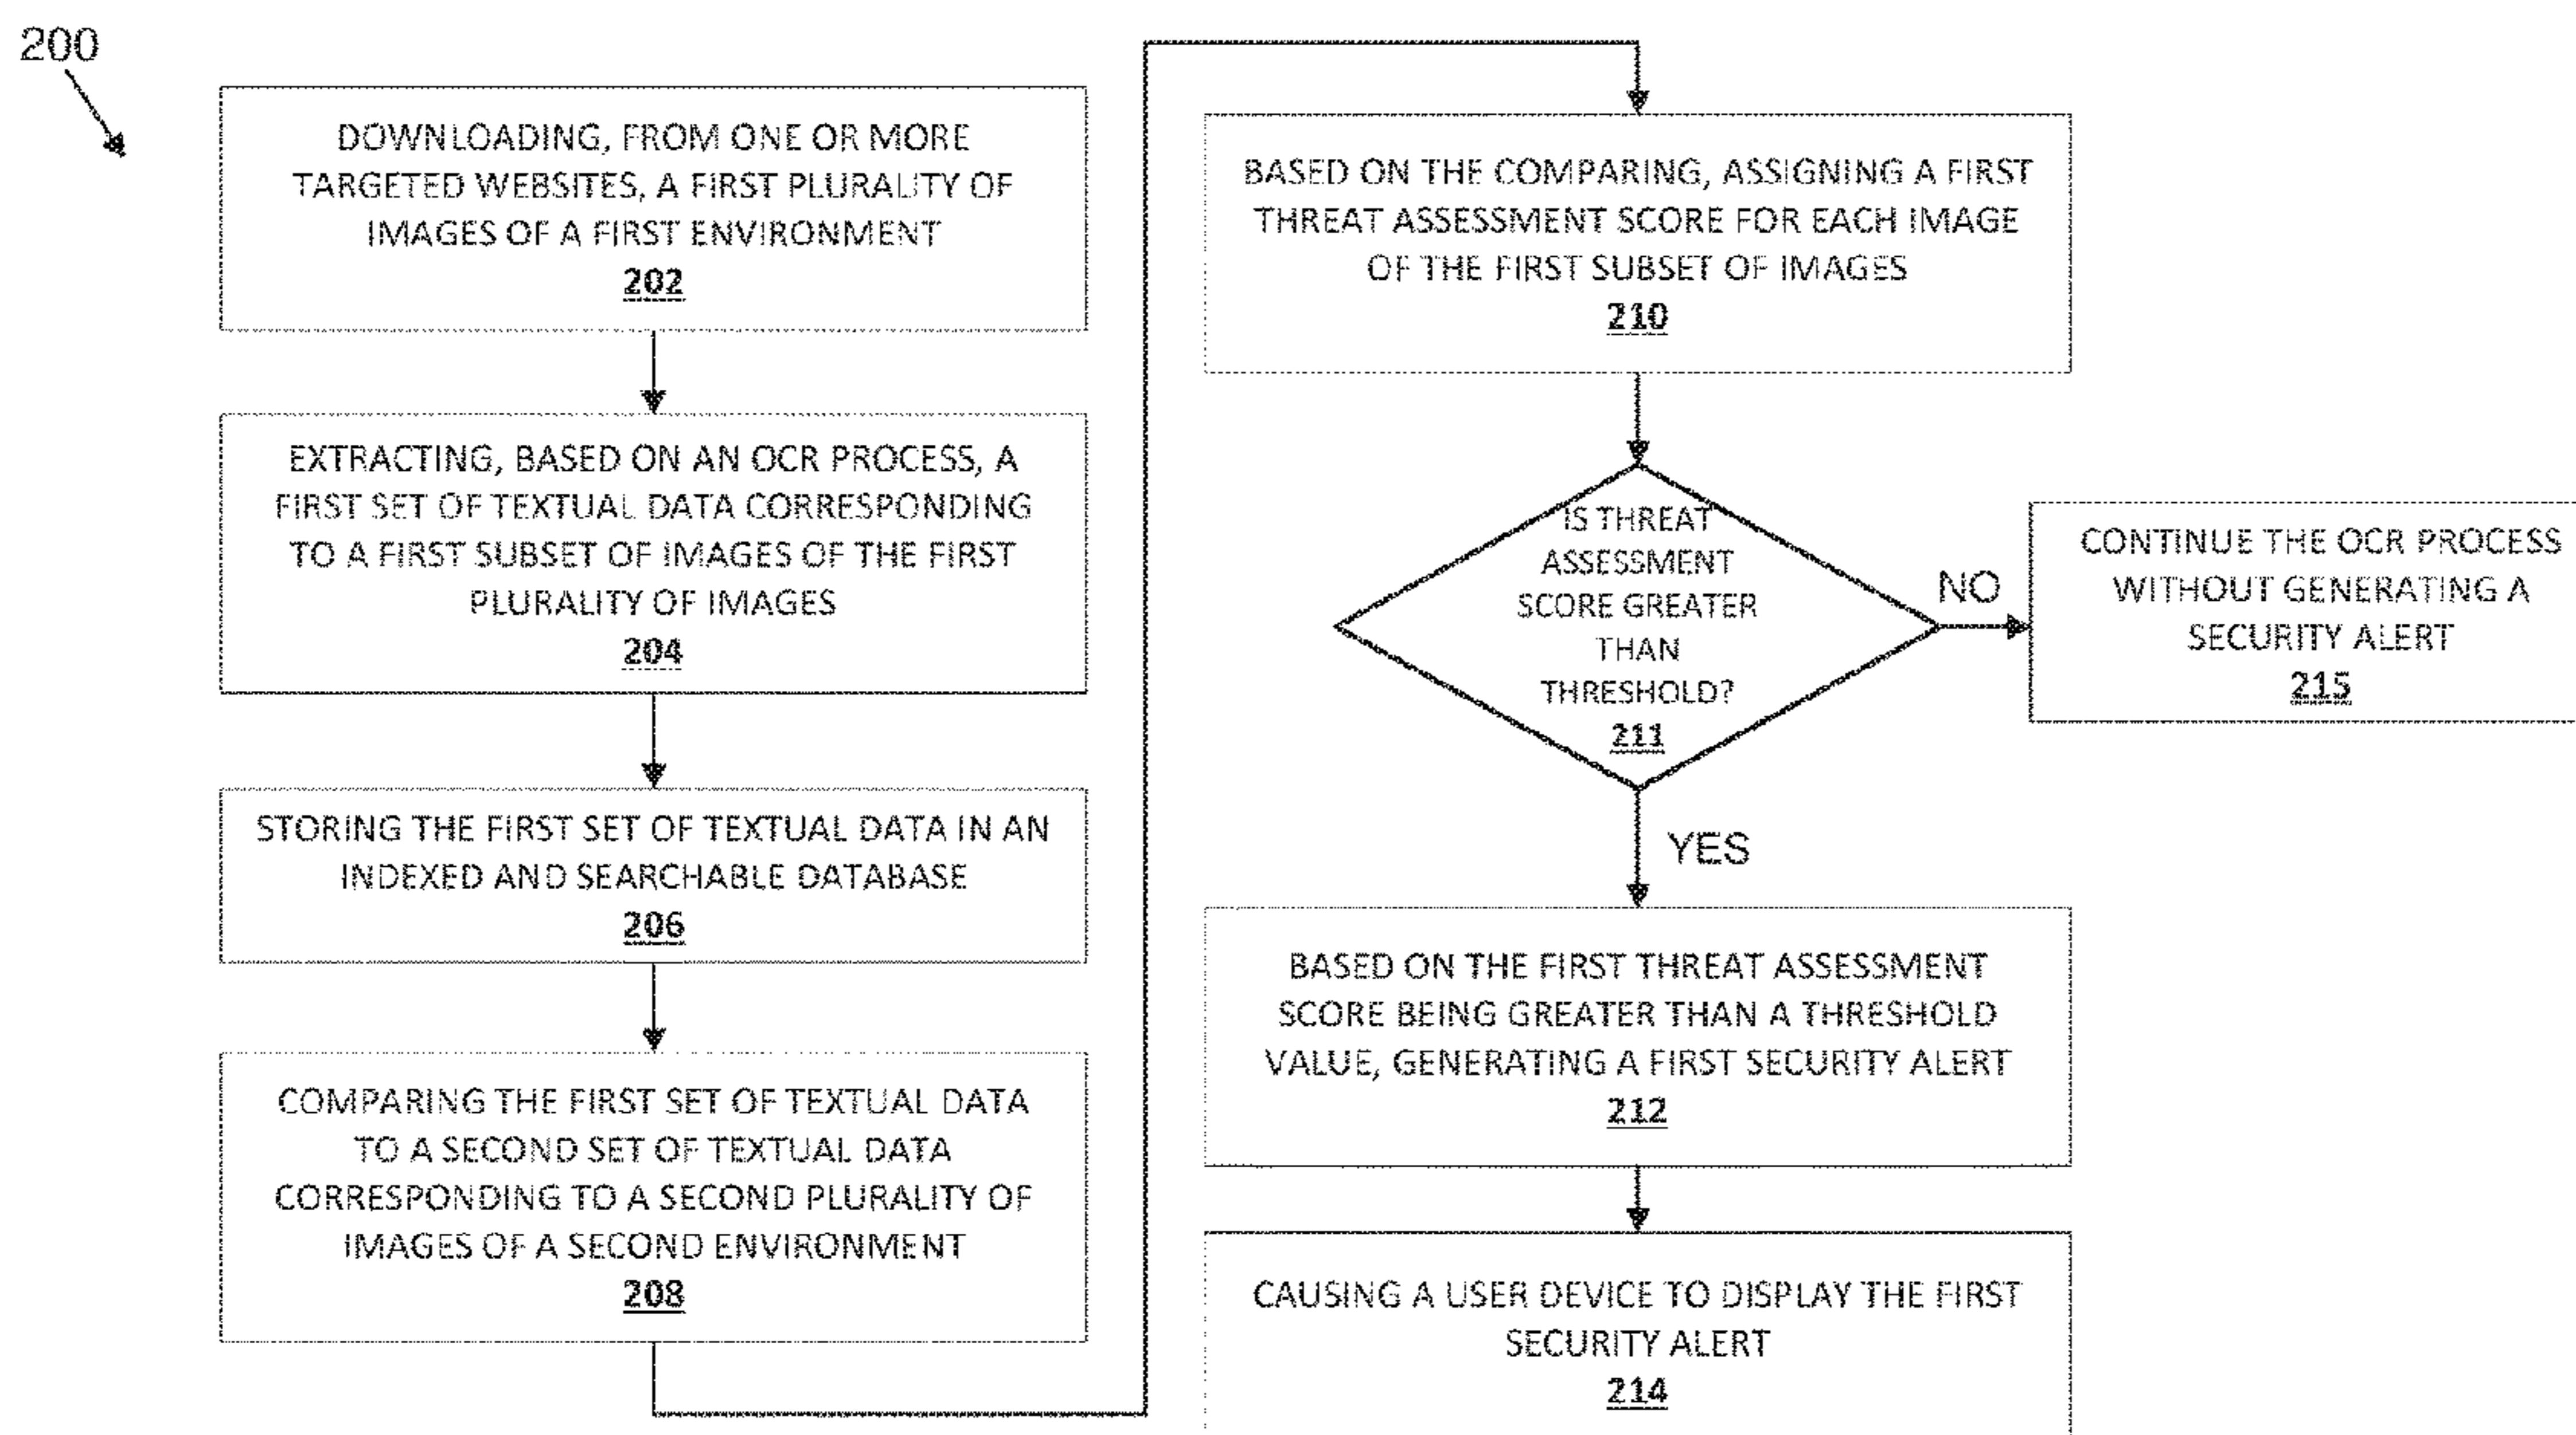 200
DOWNLOADING, FROM ONE OR MORE
TARGETED WEBSITES, A FIRST PLURALITY OF
IMAGES OF A FIRST ENVIRONMENT
202
EXTRACTING, BASED ON AN OCR PROCESS, A
FIRST SET OF TEXTUAL DATA CORRESPONDING
TO A FIRST SUBSET OF IMAGES OF THE FIRST
PLURALITY OF IMAGES
204
STORING THE FIRST SET OF TEXTUAL DATA IN AN
INDEXED AND SEARCHABLE DATABASE
206
COMPARING THE FIRST SET OF TEXTUAL DATA
TO A SECOND SET OF TEXTUAL DATA
CORRESPONDING TO A SECOND PLURALITY OF
IMAGES OF A SECOND ENVIRONMENT
208
BASED ON THE COMPARING, ASSIGNING A FIRST
THREAT ASSESSMENT SCORE FOR EACH IMAGE
OF THE FIRST SUBSET OF IMAGES
210
IS THREAT
ASSESSMENT
SCORE GREATER
THAN
THRESHOLD?
211
NO
CONTINUE THE OCR PROCESS
WITHOUT GENERATING A
SECURITY ALERT
215
YES
BASED ON THE FIRST THREAT ASSESSMENT
SCORE BEING GREATER THAN A THRESHOLD
VALUE, GENERATING A FIRST SECURITY ALERT
212
CAUSING A USER DEVICE TO DISPLAY THE FIRST
SECURITY ALERT
214